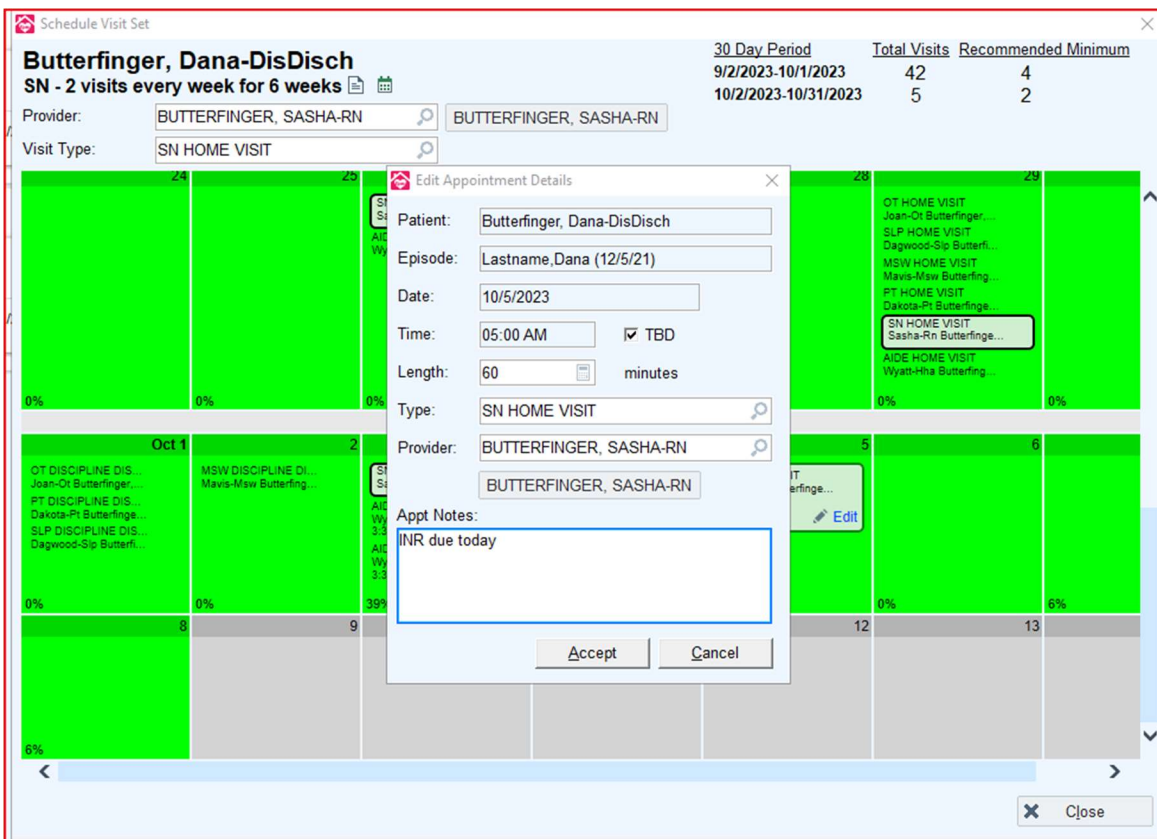 Schedule Visit Set
Butterfinger, Dana-DisDisch
SN - 2 visits every week for 6 weeks
30 Day Period Total Visits Recommended Minimum
9/2/2023-10/1/2023 42 4
10/2/2023-10/31/2023 5 2
Provider: BUTTERFINGER, SASHA-RN BUTTERFINGER, SASHA-RN
Visit Type: SN HOME VISIT
24 25 28 29
OT HOME VISIT
Joan-Ot Butterfinger,...
SLP HOME VISIT
Dagwood-Slp Butterfi...
MSW HOME VISIT
Mavis-Msw Butterfing...
PT HOME VISIT
Dakota-Pt Butterfinge...
SN HOME VISIT
Sasha-Rn Butterfinge...
AIDE HOME VISIT
Wyatt-Hha Butterfing...
0% 0% 0% 0% 0%
Edit Appointment Details
Patient: Butterfinger, Dana-DisDisch
Episode: Lastname,Dana (12/5/21)
Date: 10/5/2023
Time: 05:00 AM TBD
Length: 60 minutes
Type: SN HOME VISIT
Provider: BUTTERFINGER, SASHA-RN
BUTTERFINGER, SASHA-RN
Appt Notes:
INR due today
Accept Cancel
Oct 1 2 5 6
OT DISCIPLINE DIS...
Joan-Ot Butterfinger,...
PT DISCIPLINE DIS...
Dakota-Pt Butterfinge...
SLP DISCIPLINE DIS...
Dagwood-Slp Butterfi...
MSW DISCIPLINE DI...
Mavis-Msw Butterfing...
erfinge...
Edit
0% 0% 39% 0% 6%
8 9 12 13
6%
Close